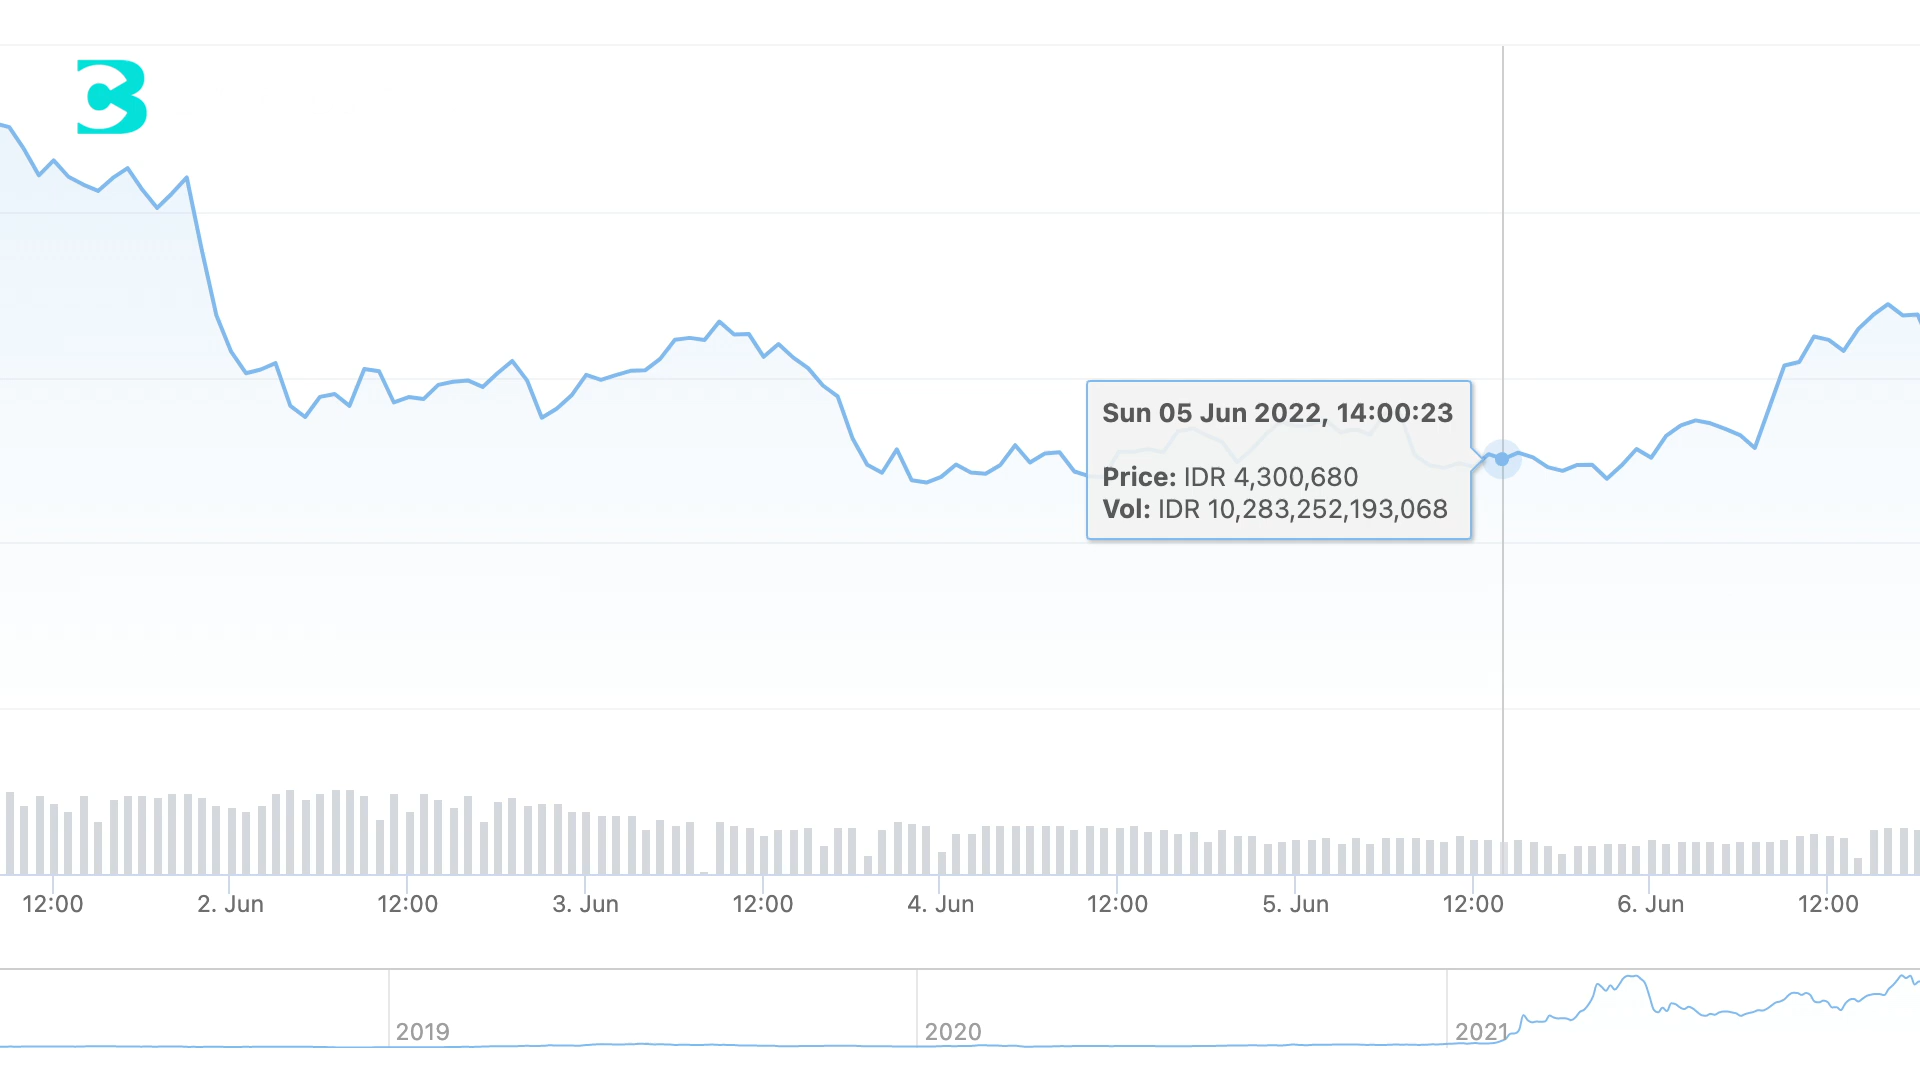 Sun 05 Jun 2022, 14:00:23
Price: IDR 4,300,680
Vol: IDR 10,283,252,193,068
12:00 2. Jun 12:00 3. Jun 12:00 4. Jun 12:00 5. Jun 12:00 6. Jun 12:00
2019 2020 2021